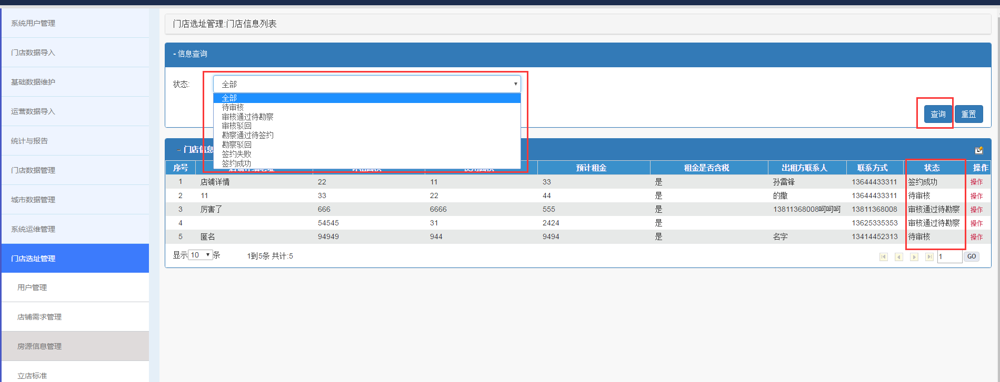 系统用户管理
门店数据导入
基础数据维护
运营数据导入
统计与报告
门店数据管理
城市数据管理
系统运维管理
门店选址管理
用户管理
店铺需求管理
房源信息管理
立店标准
门店选址管理:门店信息列表
- 信息查询
状态:
全部
全部
待审核
审核通过待勘察
审核驳回
勘察通过待签约
勘察驳回
签约失败
签约成功
查询 重置
- 门店信息
序号 预计租金 租金是否含税 出租方联系人 联系方式 状态 操作
1 店铺详情 22 11 33 是 孙雷锋 13644433311 签约成功 操作
2 11 33 22 44 是 的撒 13644433311 待审核 操作
3 厉害了 666 6666 555 是 13811368008呵呵呵 13811368008 审核通过待勘察 操作
4 54545 31 2424 是 13625335353 审核通过待勘察 操作
5 匿名 94949 944 9494 是 名字 13414452313 待审核 操作
显示 10 条 1到5条 共计:5 1 GO